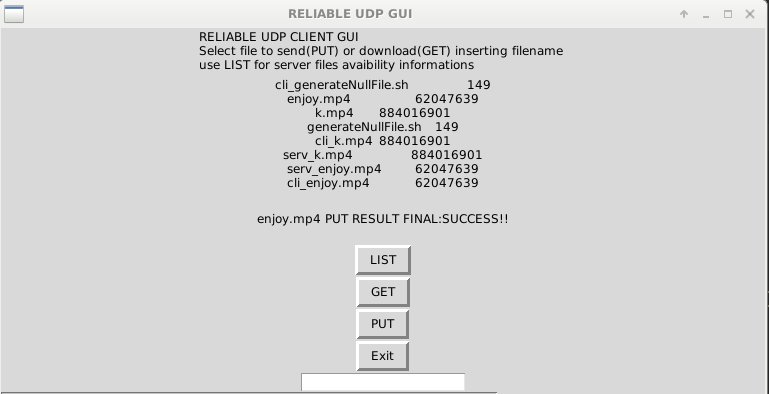 RELIABLE UDP GUI
RELIABLE UDP CLIENT GUI
Select file to send(PUT) or download(GET) inserting filename
use LIST for server files avaibility informations
cli_generateNullFile.sh 149
enjoy.mp4 62047639
k.mp4 884016901
generateNullFile.sh 149
cli_k.mp4 884016901
serv_k.mp4 884016901
serv_enjoy.mp4 62047639
cli_enjoy.mp4 62047639
enjoy.mp4 PUT RESULT FINAL:SUCCESS!!
LIST
GET
PUT
Exit